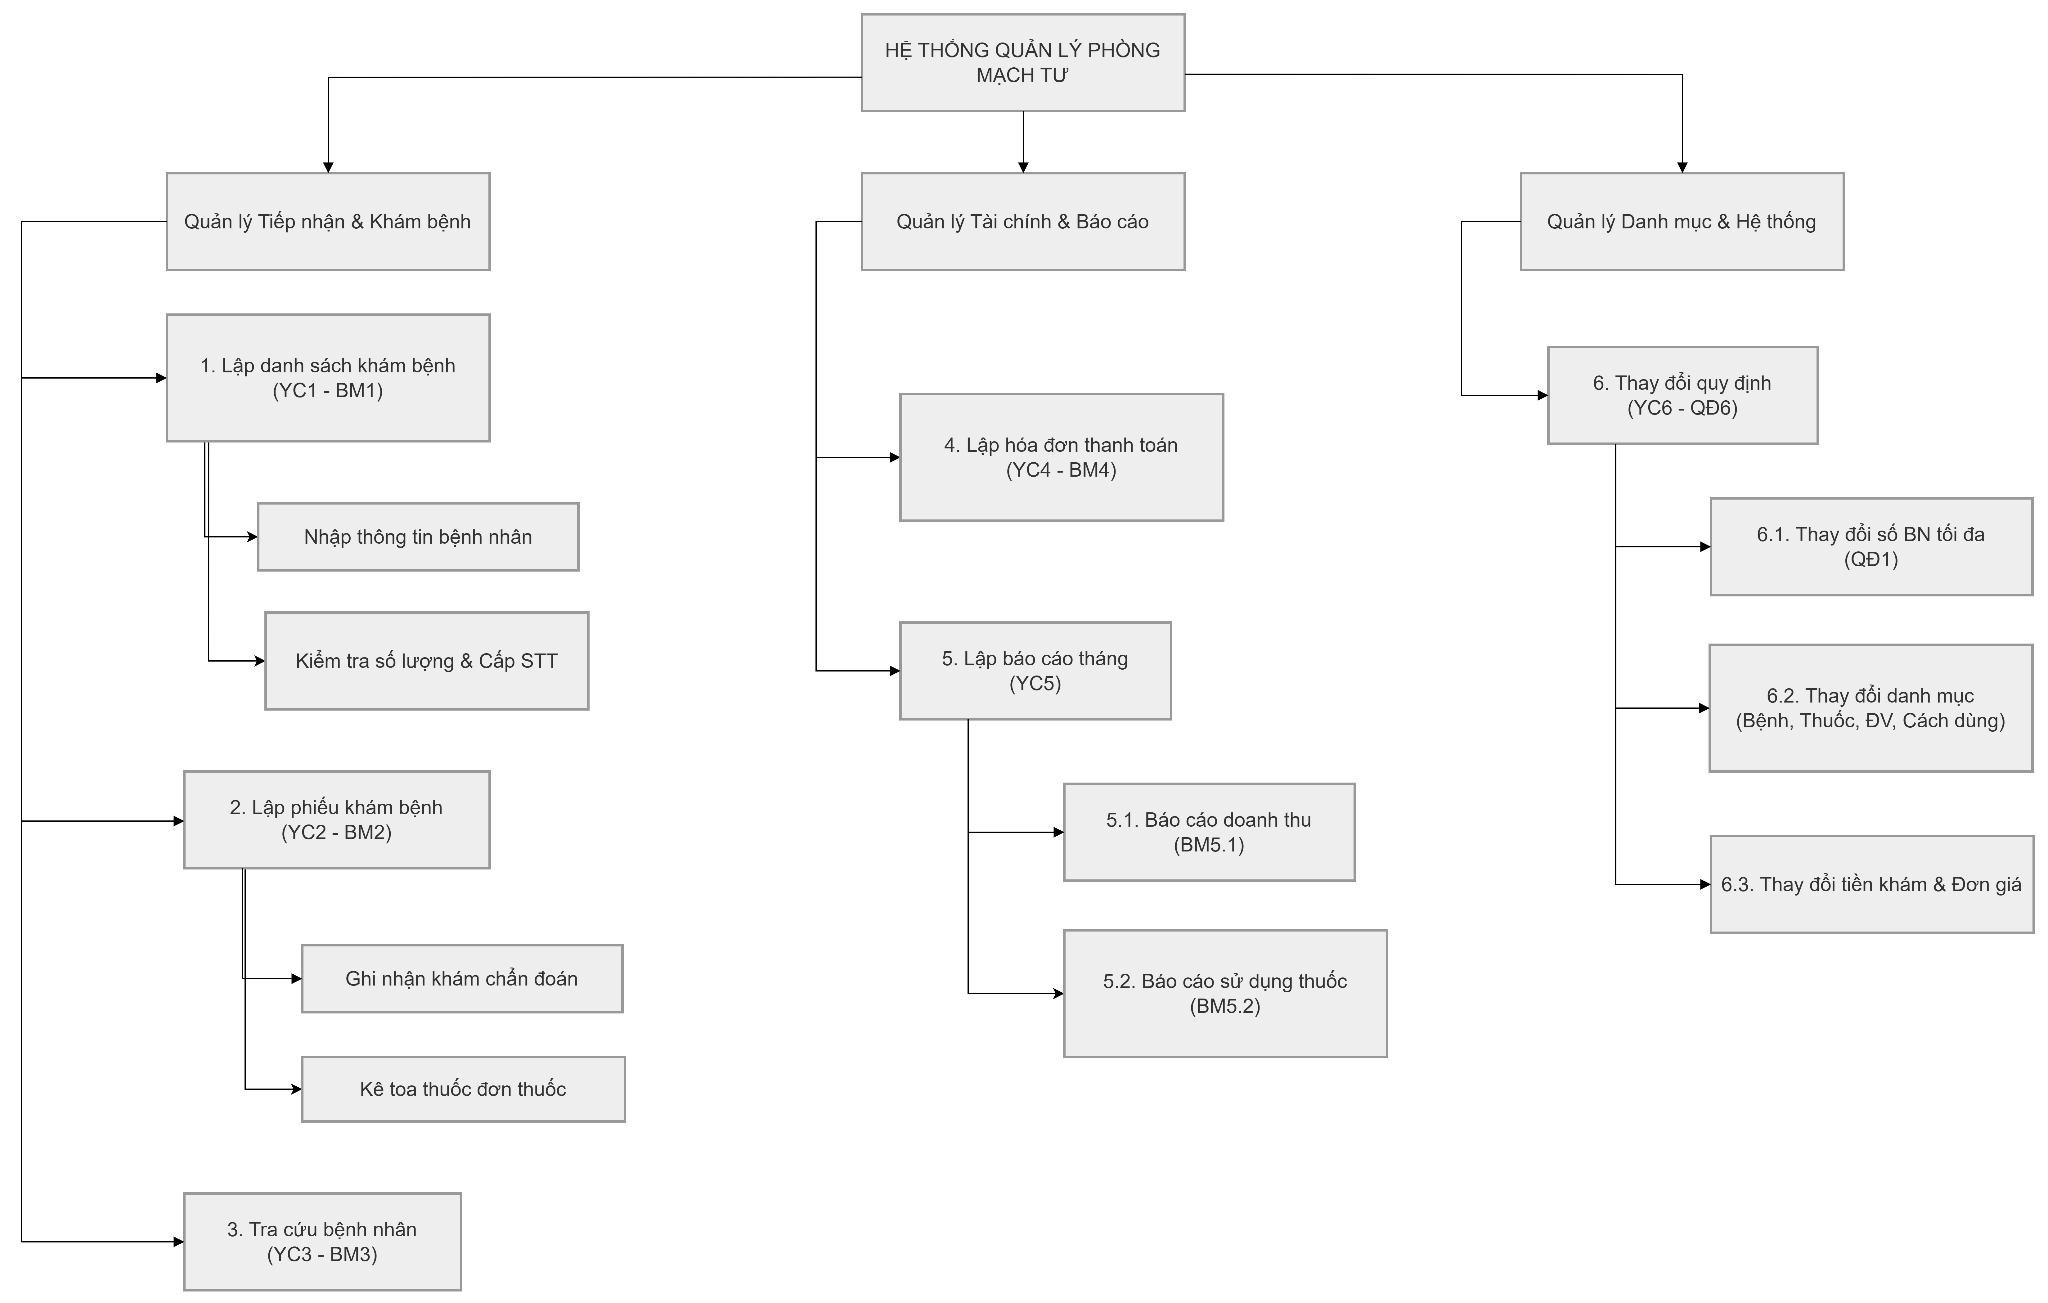 HỆ THỐNG QUẢN LÝ PHÒNG
MẠCH TƯ
Quản lý Tiếp nhận & Khám bệnh
1. Lập danh sách khám bệnh
(YC1 - BM1)
Nhập thông tin bệnh nhân
Kiểm tra số lượng & Cấp STT
2. Lập phiếu khám bệnh
(YC2 - BM2)
Ghi nhận khám chẩn đoán
Kê toa thuốc đơn thuốc
3. Tra cứu bệnh nhân
(YC3 - BM3)
Quản lý Tài chính & Báo cáo
4. Lập hóa đơn thanh toán
(YC4 - BM4)
5. Lập báo cáo tháng
(YC5)
5.1. Báo cáo doanh thu
(BM5.1)
5.2. Báo cáo sử dụng thuốc
(BM5.2)
Quản lý Danh mục & Hệ thống
6. Thay đổi quy định
(YC6 - QĐ6)
6.1. Thay đổi số BN tối đa
(QĐ1)
6.2. Thay đổi danh mục
(Bệnh, Thuốc, ĐV, Cách dùng)
6.3. Thay đổi tiền khám & Đơn giá